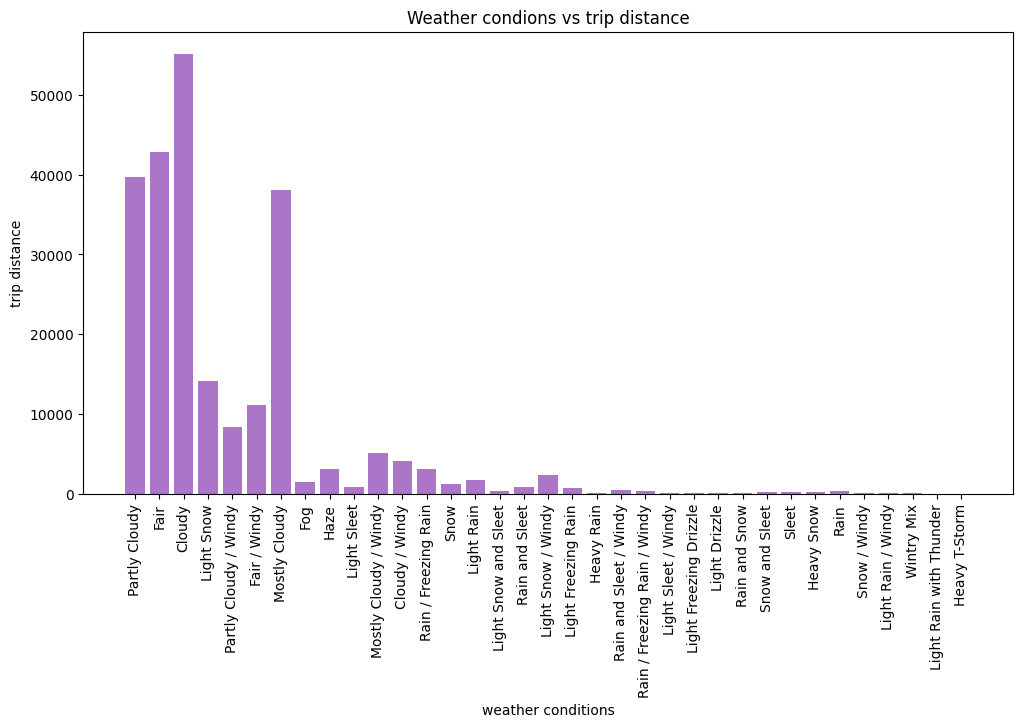 Weather condions vs trip distance
trip distance
50000
40000
30000
20000
10000
0
Partly Cloudy
Fair
Cloudy
Light Snow
Partly Cloudy / Windy
Fair / Windy
Mostly Cloudy
Fog
Haze
Light Sleet
Mostly Cloudy / Windy
Cloudy / Windy
Rain / Freezing Rain
Snow
Light Rain
Light Snow and Sleet
Rain and Sleet
Light Snow / Windy
Light Freezing Rain
Heavy Rain
Rain and Sleet / Windy
Rain / Freezing Rain / Windy
Light Sleet / Windy
Light Freezing Drizzle
Light Drizzle
Rain and Snow
Snow and Sleet
Sleet
Heavy Snow
Rain
Snow / Windy
Light Rain / Windy
Wintry Mix
Light Rain with Thunder
Heavy T-Storm
weather conditions